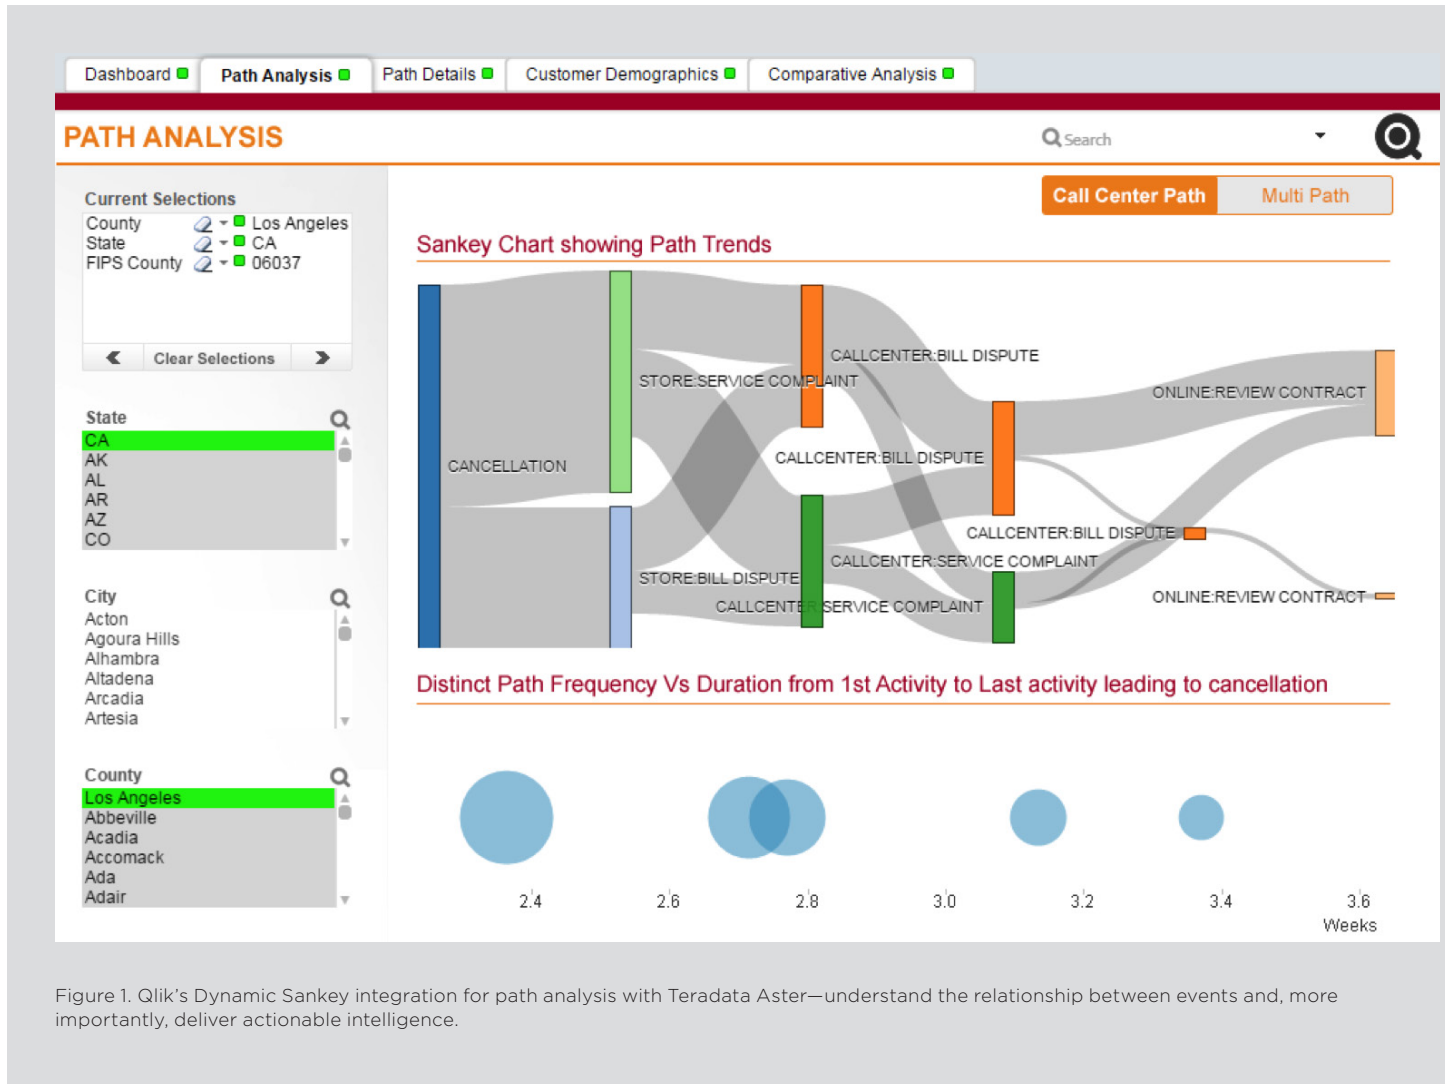 Dashboard
Path Analysis
Path Details
Customer Demographics
Comparative Analysis
PATH ANALYSIS
Search
Current Selections
County Los Angeles
State CA
FIPS County 06037
Clear Selections
State
CA
AK
AL
AR
AZ
CO
City
Acton
Agoura Hills
Alhambra
Altadena
Arcadia
Artesia
County
Los Angeles
Abbeville
Acadia
Accomack
Ada
Adair
Call Center Path
Multi Path
Sankey Chart showing Path Trends
CALLCENTER:BILL DISPUTE
STORE:SERVICE COMPLAINT
ONLINE:REVIEW CONTRACT
CANCELLATION
CALLCENTER:BILL DISPUTE
CALLCENTER:BILL DISPUTE
CALLCENTER:SERVICE COMPLAINT
STORE:BILL DISPUTE
ONLINE:REVIEW CONTRACT
CALLCENTER:SERVICE COMPLAINT
Distinct Path Frequency Vs Duration from 1st Activity to Last activity leading to cancellation
2.4 2.6 2.8 3.0 3.2 3.4 3.6
Weeks
Figure 1. Qlik's Dynamic Sankey integration for path analysis with Teradata Aster—understand the relationship between events and, more
importantly, deliver actionable intelligence.